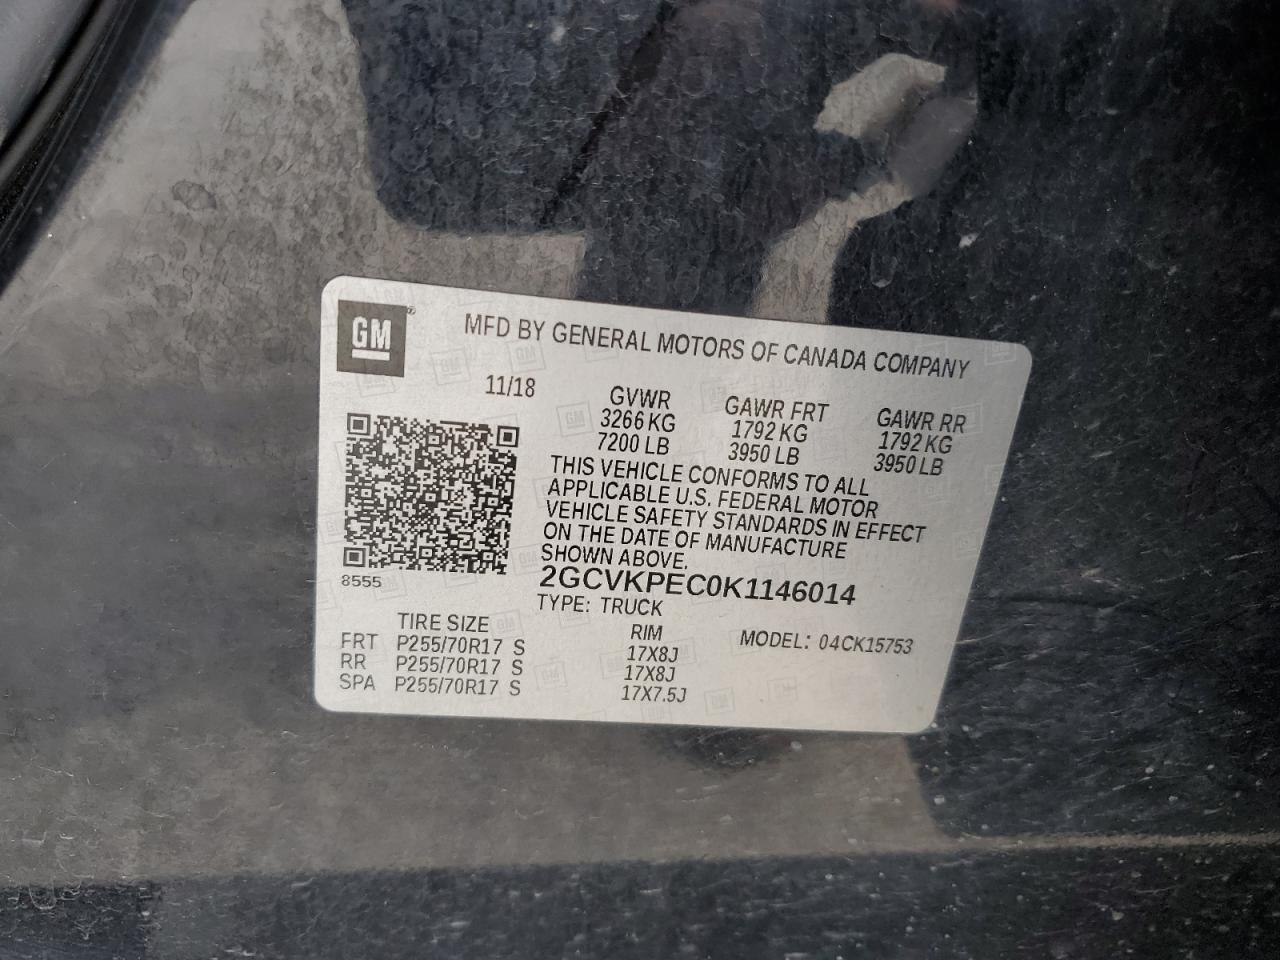 GM ®
MFD BY GENERAL MOTORS OF CANADA COMPANY
11/18
GVWR GAWR FRT GAWR RR
3266 KG 1792 KG 1792 KG
7200 LB 3950 LB 3950 LB
THIS VEHICLE CONFORMS TO ALL
APPLICABLE U.S. FEDERAL MOTOR
VEHICLE SAFETY STANDARDS IN EFFECT
ON THE DATE OF MANUFACTURE
SHOWN ABOVE.
8555
2GCVKPEC0K1146014
TYPE: TRUCK
TIRE SIZE RIM MODEL: 04CK15753
FRT P255/70R17 S 17X8J
RR P255/70R17 S 17X8J
SPA P255/70R17 S 17X7.5J